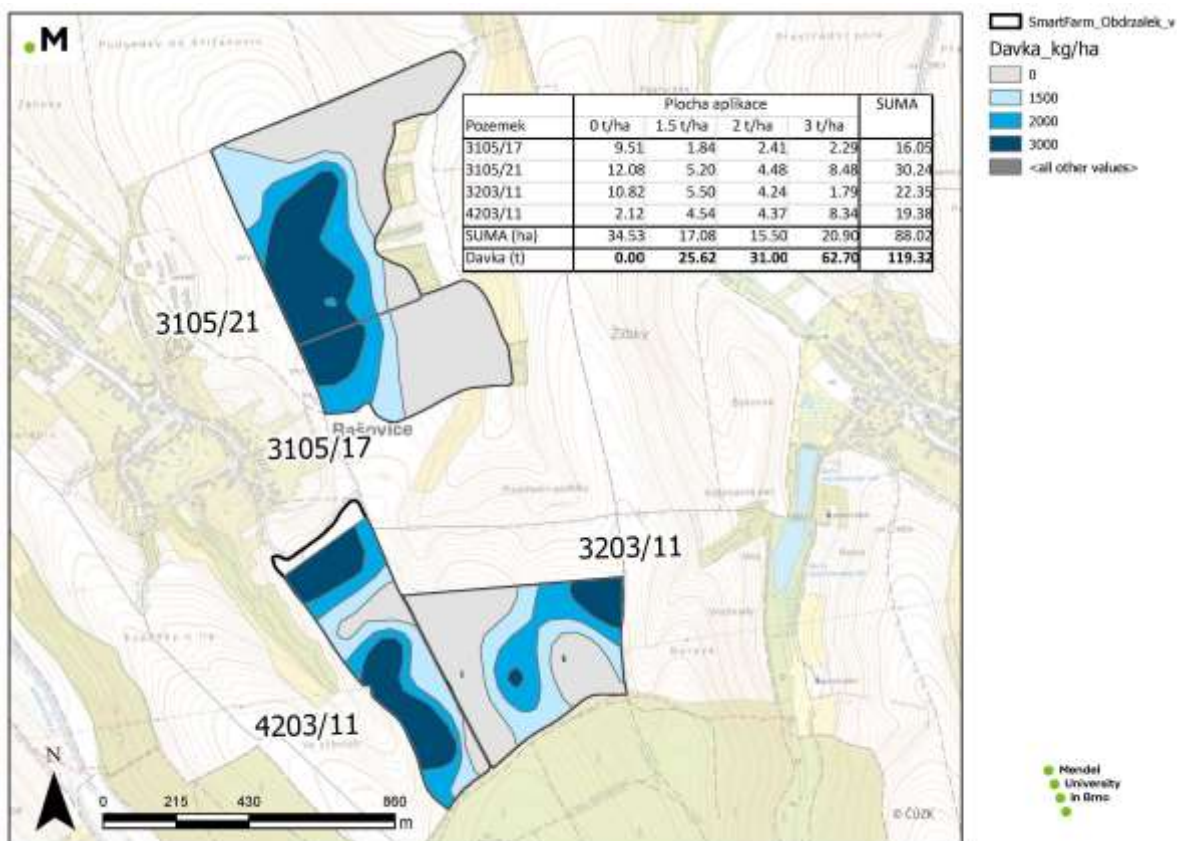 M
SmartFarm_Obdrzalek_v
Davka_kg/ha
0
1500
2000
3000
<all other values>
Plocha aplikace SUMA
Pozemek 0 t/ha 1.5 t/ha 2 t/ha 3 t/ha
3105/17 9.51 1.84 2.41 2.29 16.05
3105/21 12.08 5.20 4.48 8.48 30.24
3203/11 10.82 5.50 4.24 1.79 22.35
4203/11 2.12 4.54 4.37 8.34 19.38
SUMA (ha) 34.53 17.08 15.50 20.90 88.02
Davka (t) 0.00 25.62 31.00 62.70 119.32
3105/21
Žlíbky
Rašovice
3105/17
3203/11
4203/11
N
0 215 430 860
m
© ČÚZK
Mendel
University
in Brno